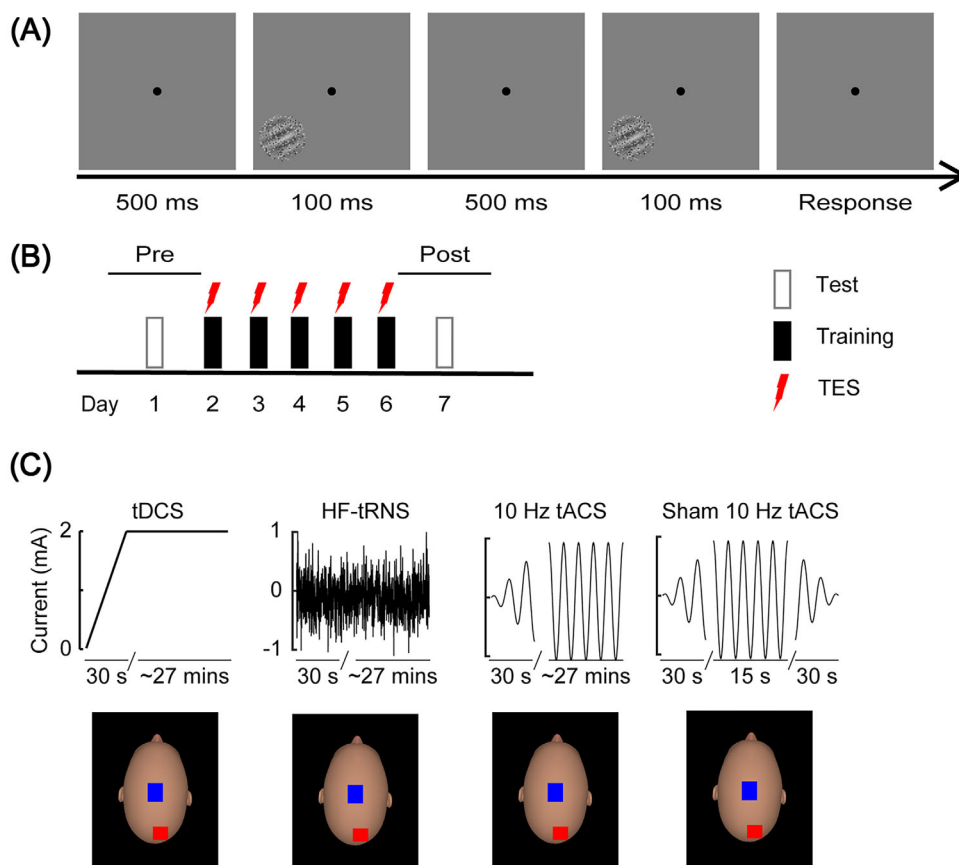 (A)
500 ms 100 ms 500 ms 100 ms Response
(B)
Pre Post
Test
Training
TES
Day 1 2 3 4 5 6 7
(C)
tDCS HF-tRNS 10 Hz tACS Sham 10 Hz tACS
Current (mA)
2 1
0
0 -1
30 s ~27 mins 30 s ~27 mins 30 s ~27 mins 30 s 15 s 30 s